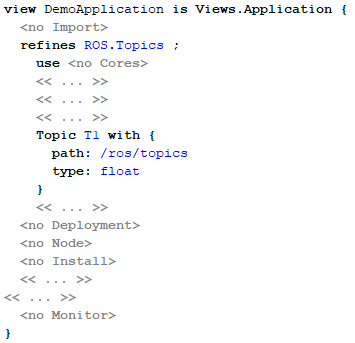 view DemoApplication is Views.Application {
<no Import>
refines ROS.Topics ;
use <no Cores>
<< ... >>
<< ... >>
<< ... >>
Topic T1 with {
path: /ros/topics
type: float
}
<< ... >>
<no Deployment>
<no Node>
<no Install>
<< ... >>
<< ... >>
<no Monitor>
}